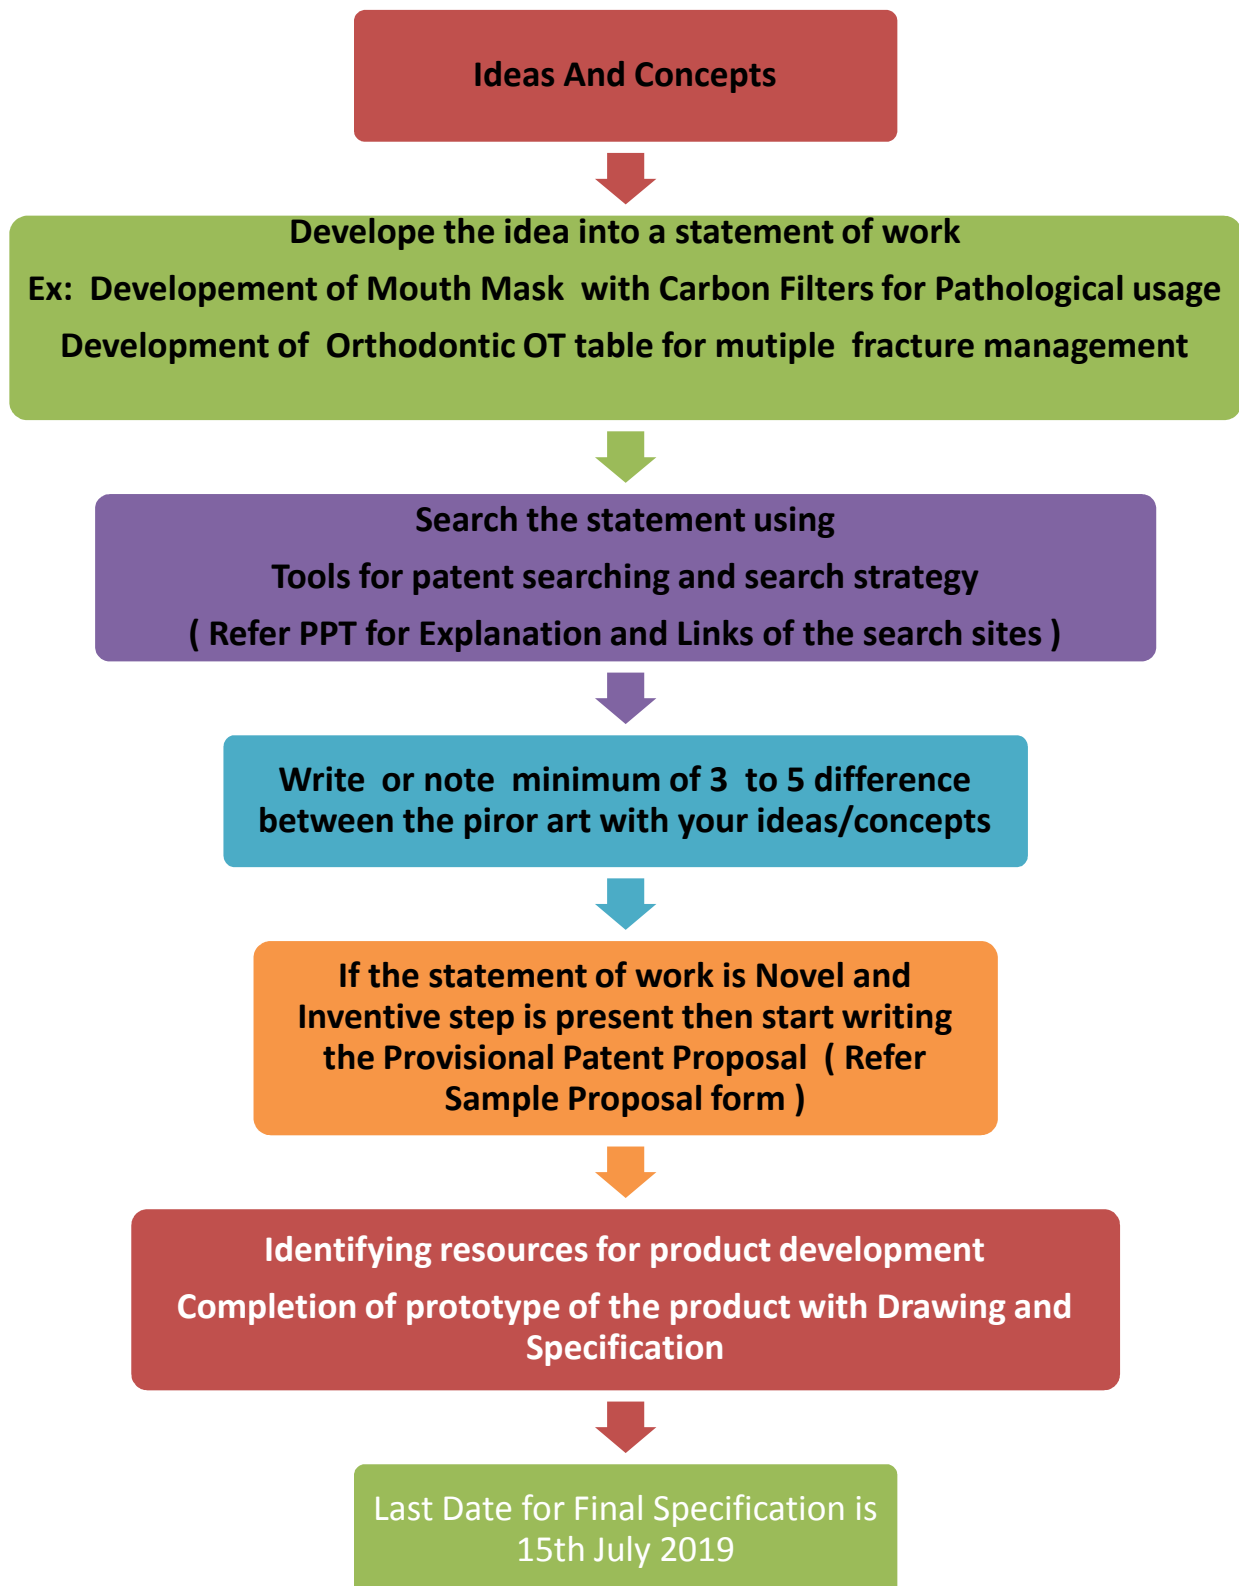 Ideas And Concepts
Develope the idea into a statement of work
Ex:  Developement of Mouth Mask  with Carbon Filters for Pathological usage
Development of  Orthodontic OT table for mutiple  fracture management
Search the statement using
Tools for patent searching and search strategy
( Refer PPT for Explanation and Links of the search sites )
Write  or note  minimum of 3  to 5 difference
between the piror art with your ideas/concepts
If the statement of work is Novel and
Inventive step is present then start writing
the Provisional Patent Proposal  ( Refer
Sample Proposal form )
Identifying resources for product development
Completion of prototype of the product with Drawing and
Specification
Last Date for Final Specification is
15th July 2019